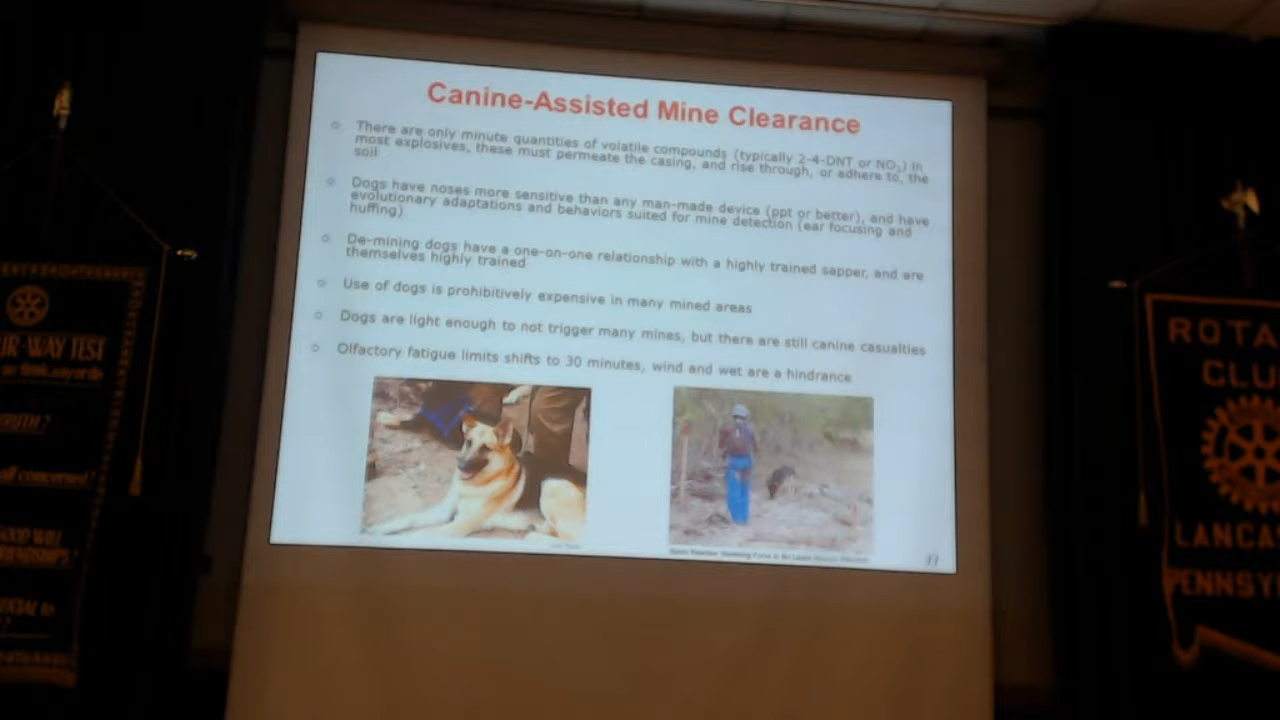 Canine-Assisted Mine Clearance
There are only minute quantities of volatile compounds (typically 2-4-DNT or NO2) in
most explosives, these must permeate the casing, and rise through, or adhere to, the
soil
Dogs have noses more sensitive than any man-made device (ppt or better), and have
evolutionary adaptations and behaviors suited for mine detection (ear focusing and
huffing)
De-mining dogs have a one-on-one relationship with a highly trained sapper, and are
themselves highly trained
Use of dogs is prohibitively expensive in many mined areas
Dogs are light enough to not trigger many mines, but there are still canine casualties
Olfactory fatigue limits shifts to 30 minutes, wind and wet are a hindrance
11
-WAY TEST
concerned?
WILL
to
ROTA
CLU
LANCA
PENNSY